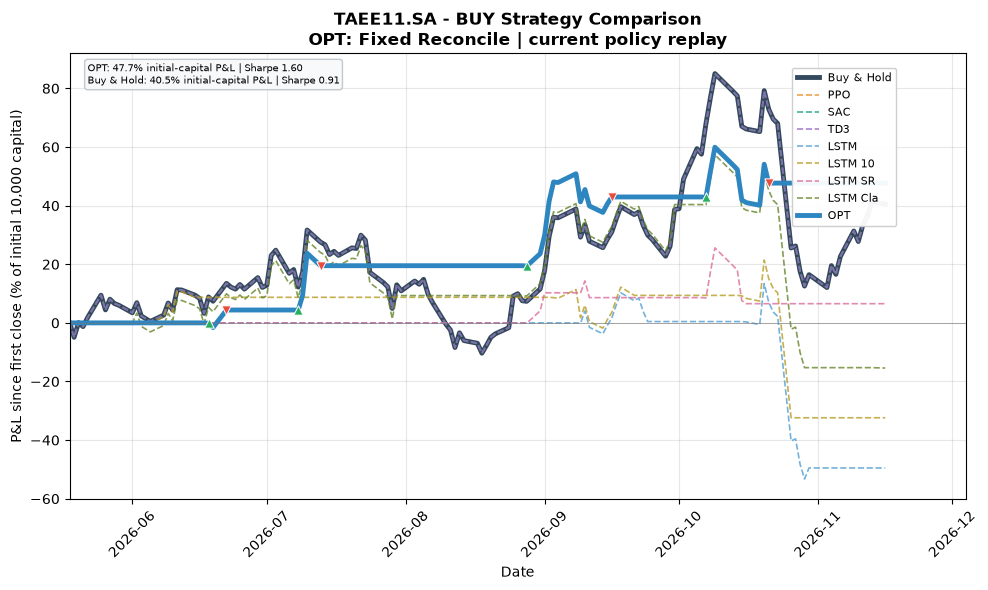 TAEE11.SA - BUY Strategy Comparison
OPT: Fixed Reconcile | current policy replay
OPT: 47.7% initial-capital P&L | Sharpe 1.60
Buy & Hold: 40.5% initial-capital P&L | Sharpe 0.91
Buy & Hold
PPO
SAC
TD3
LSTM
LSTM 10
LSTM SR
LSTM Cla
OPT
P&L since first close (% of initial 10,000 capital)
80
60
40
20
0
−20
−40
−60
2026-06
2026-07
2026-08
2026-09
2026-10
2026-11
2026-12
Date